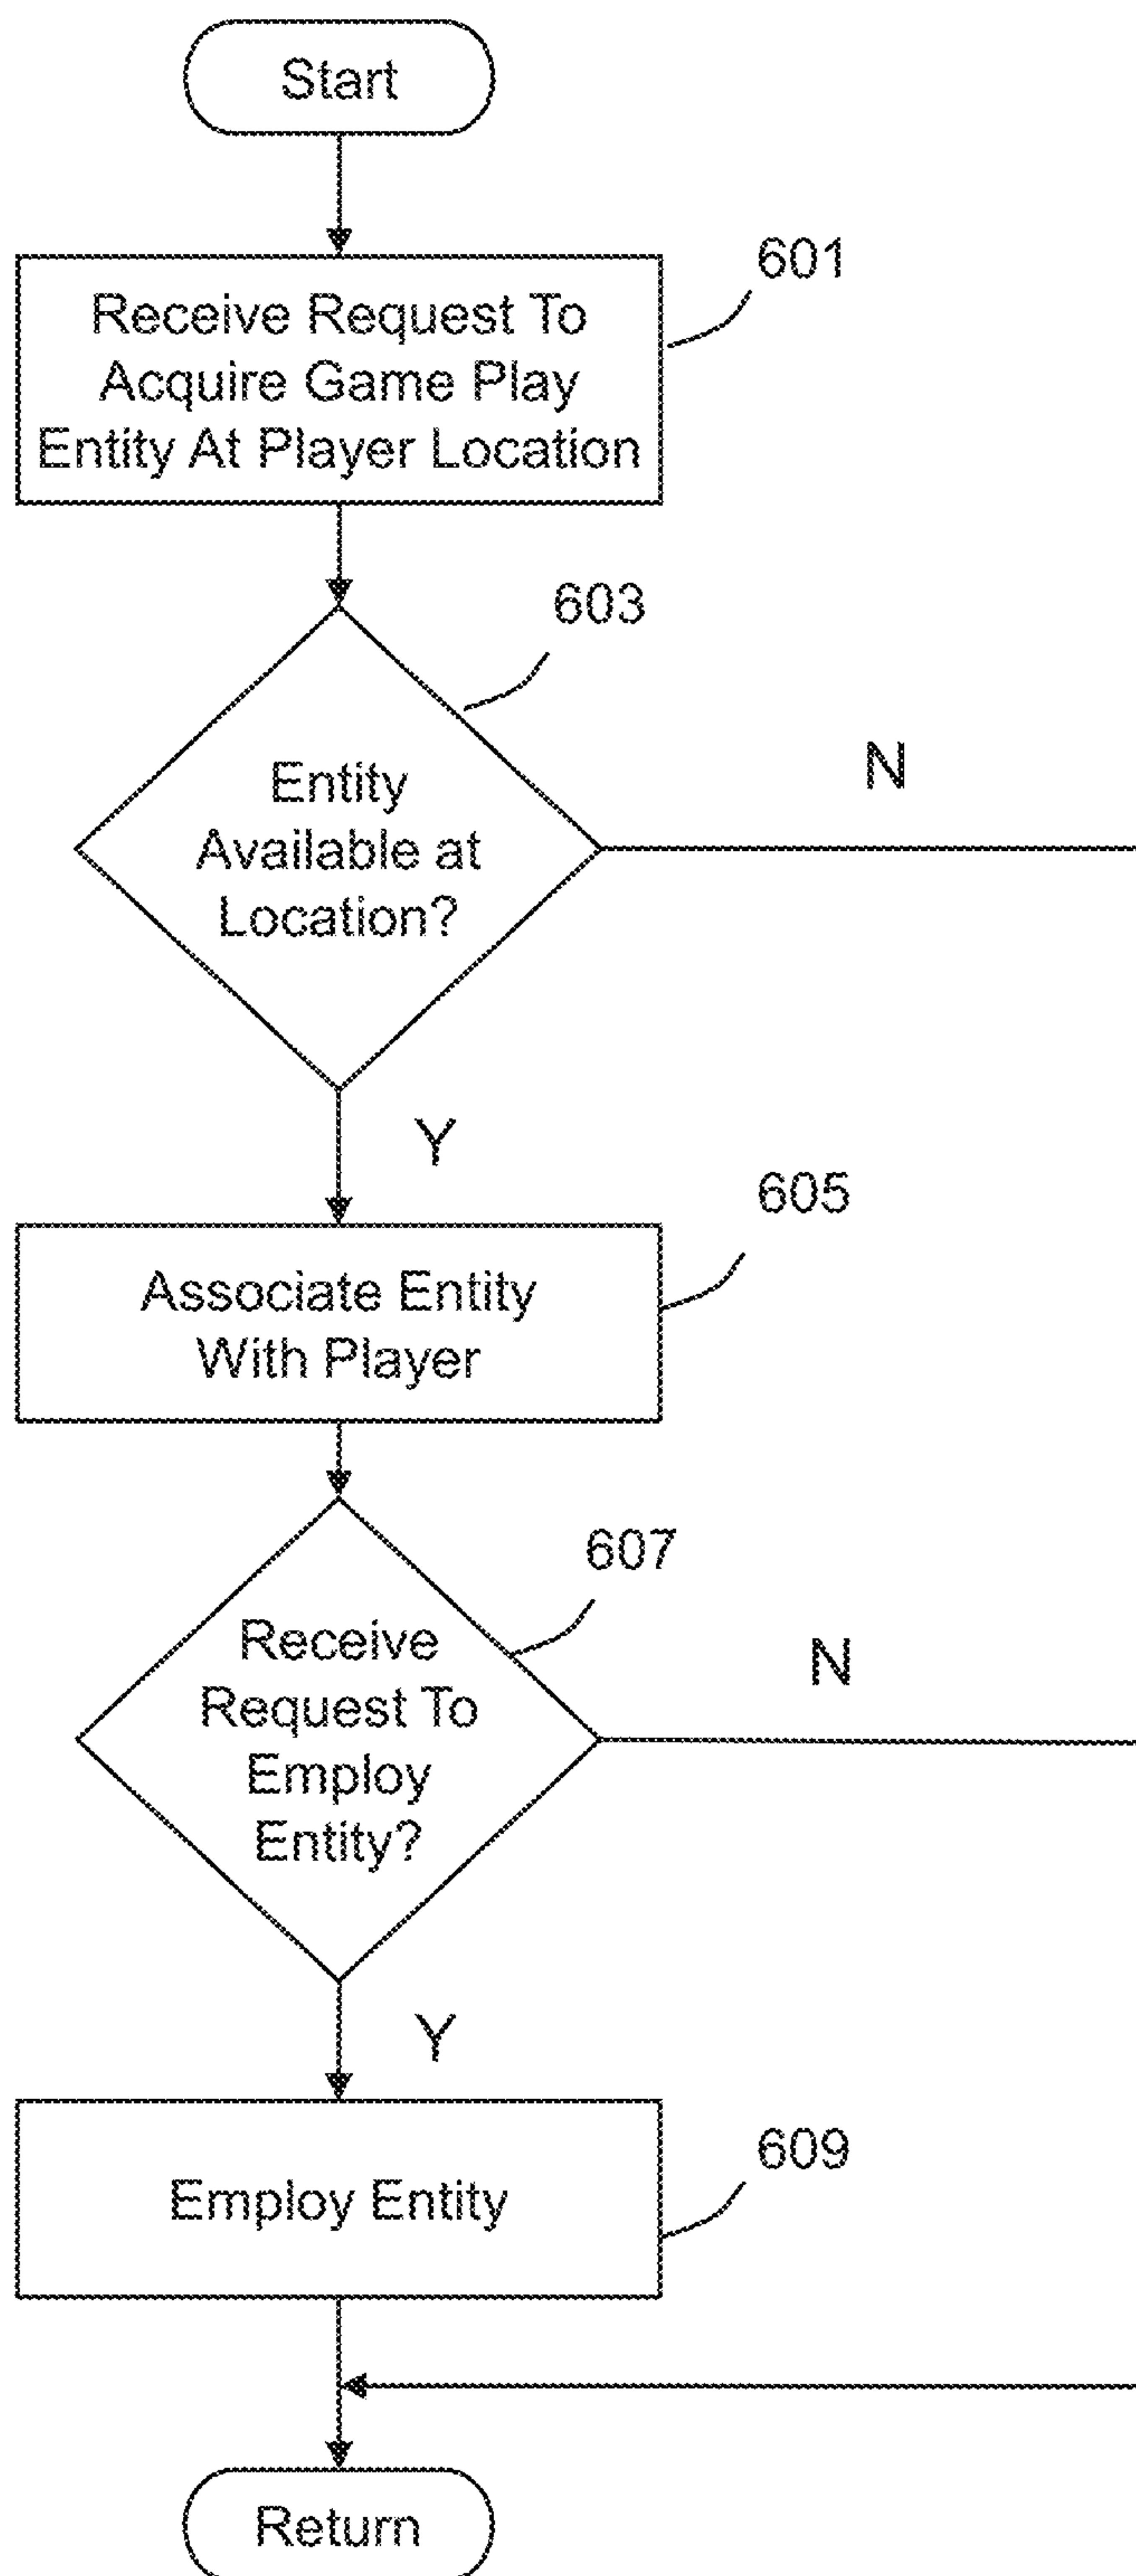 Start
601
Receive Request To
Acquire Game Play
Entity At Player Location
603
Entity
Available at
Location?
N
Y
605
Associate Entity
With Player
607
Receive
Request To
Employ
Entity?
N
Y
609
Employ Entity
Return